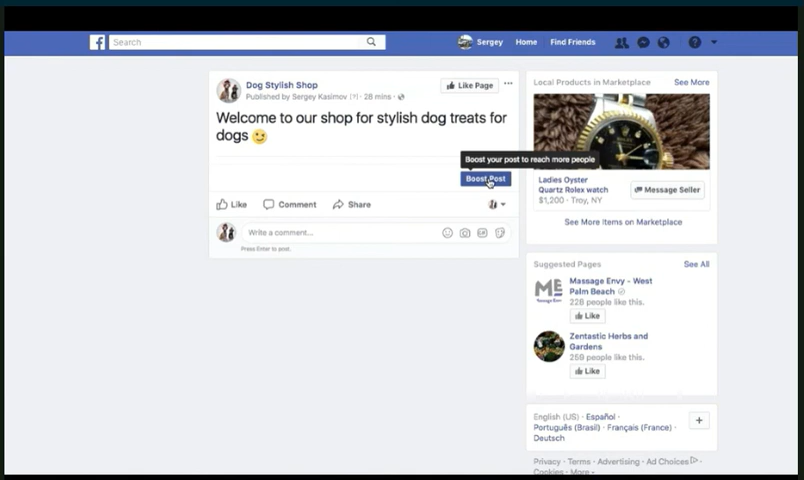 f
Search
Sergey
Home
Find Friends
Dog Stylish Shop
Published by Sergey Kasimov [?] · 28 mins ·
Like Page
Welcome to our shop for stylish dog treats for
dogs 😉
Boost your post to reach more people
Boost Post
Like
Comment
Share
Write a comment...
Press Enter to post.
Local Products in Marketplace
See More
Ladies Oyster
Quartz Rolex watch
$1,200 · Troy, NY
Message Seller
See More Items on Marketplace
Suggested Pages
See All
ME
Massage Envy
Massage Envy - West
Palm Beach
228 people like this.
Like
Zentastic Herbs and
Gardens
259 people like this.
Like
English (US) · Español ·
Português (Brasil) · Français (France) ·
Deutsch
Privacy · Terms · Advertising · Ad Choices ·
Cookies · More